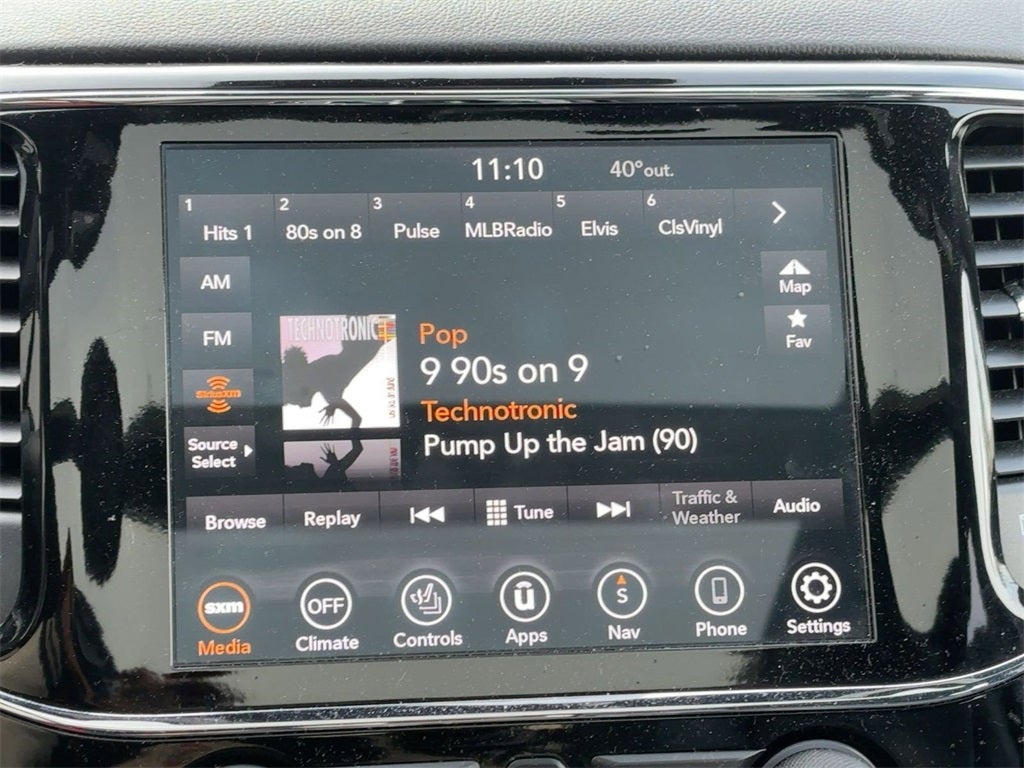 11:10 40° out.
1 2 3 4 5 6
Hits 1 80s on 8 Pulse MLBRadio Elvis ClsVinyl
AM
Map
FM
Fav
SiriusXM
Source
Select
TECHNOTRONIC
Pop
9 90s on 9
Technotronic
Pump Up the Jam (90)
Browse Replay Tune Traffic & Audio
Weather
sxm OFF ū S
Media Climate Controls Apps Nav Phone Settings